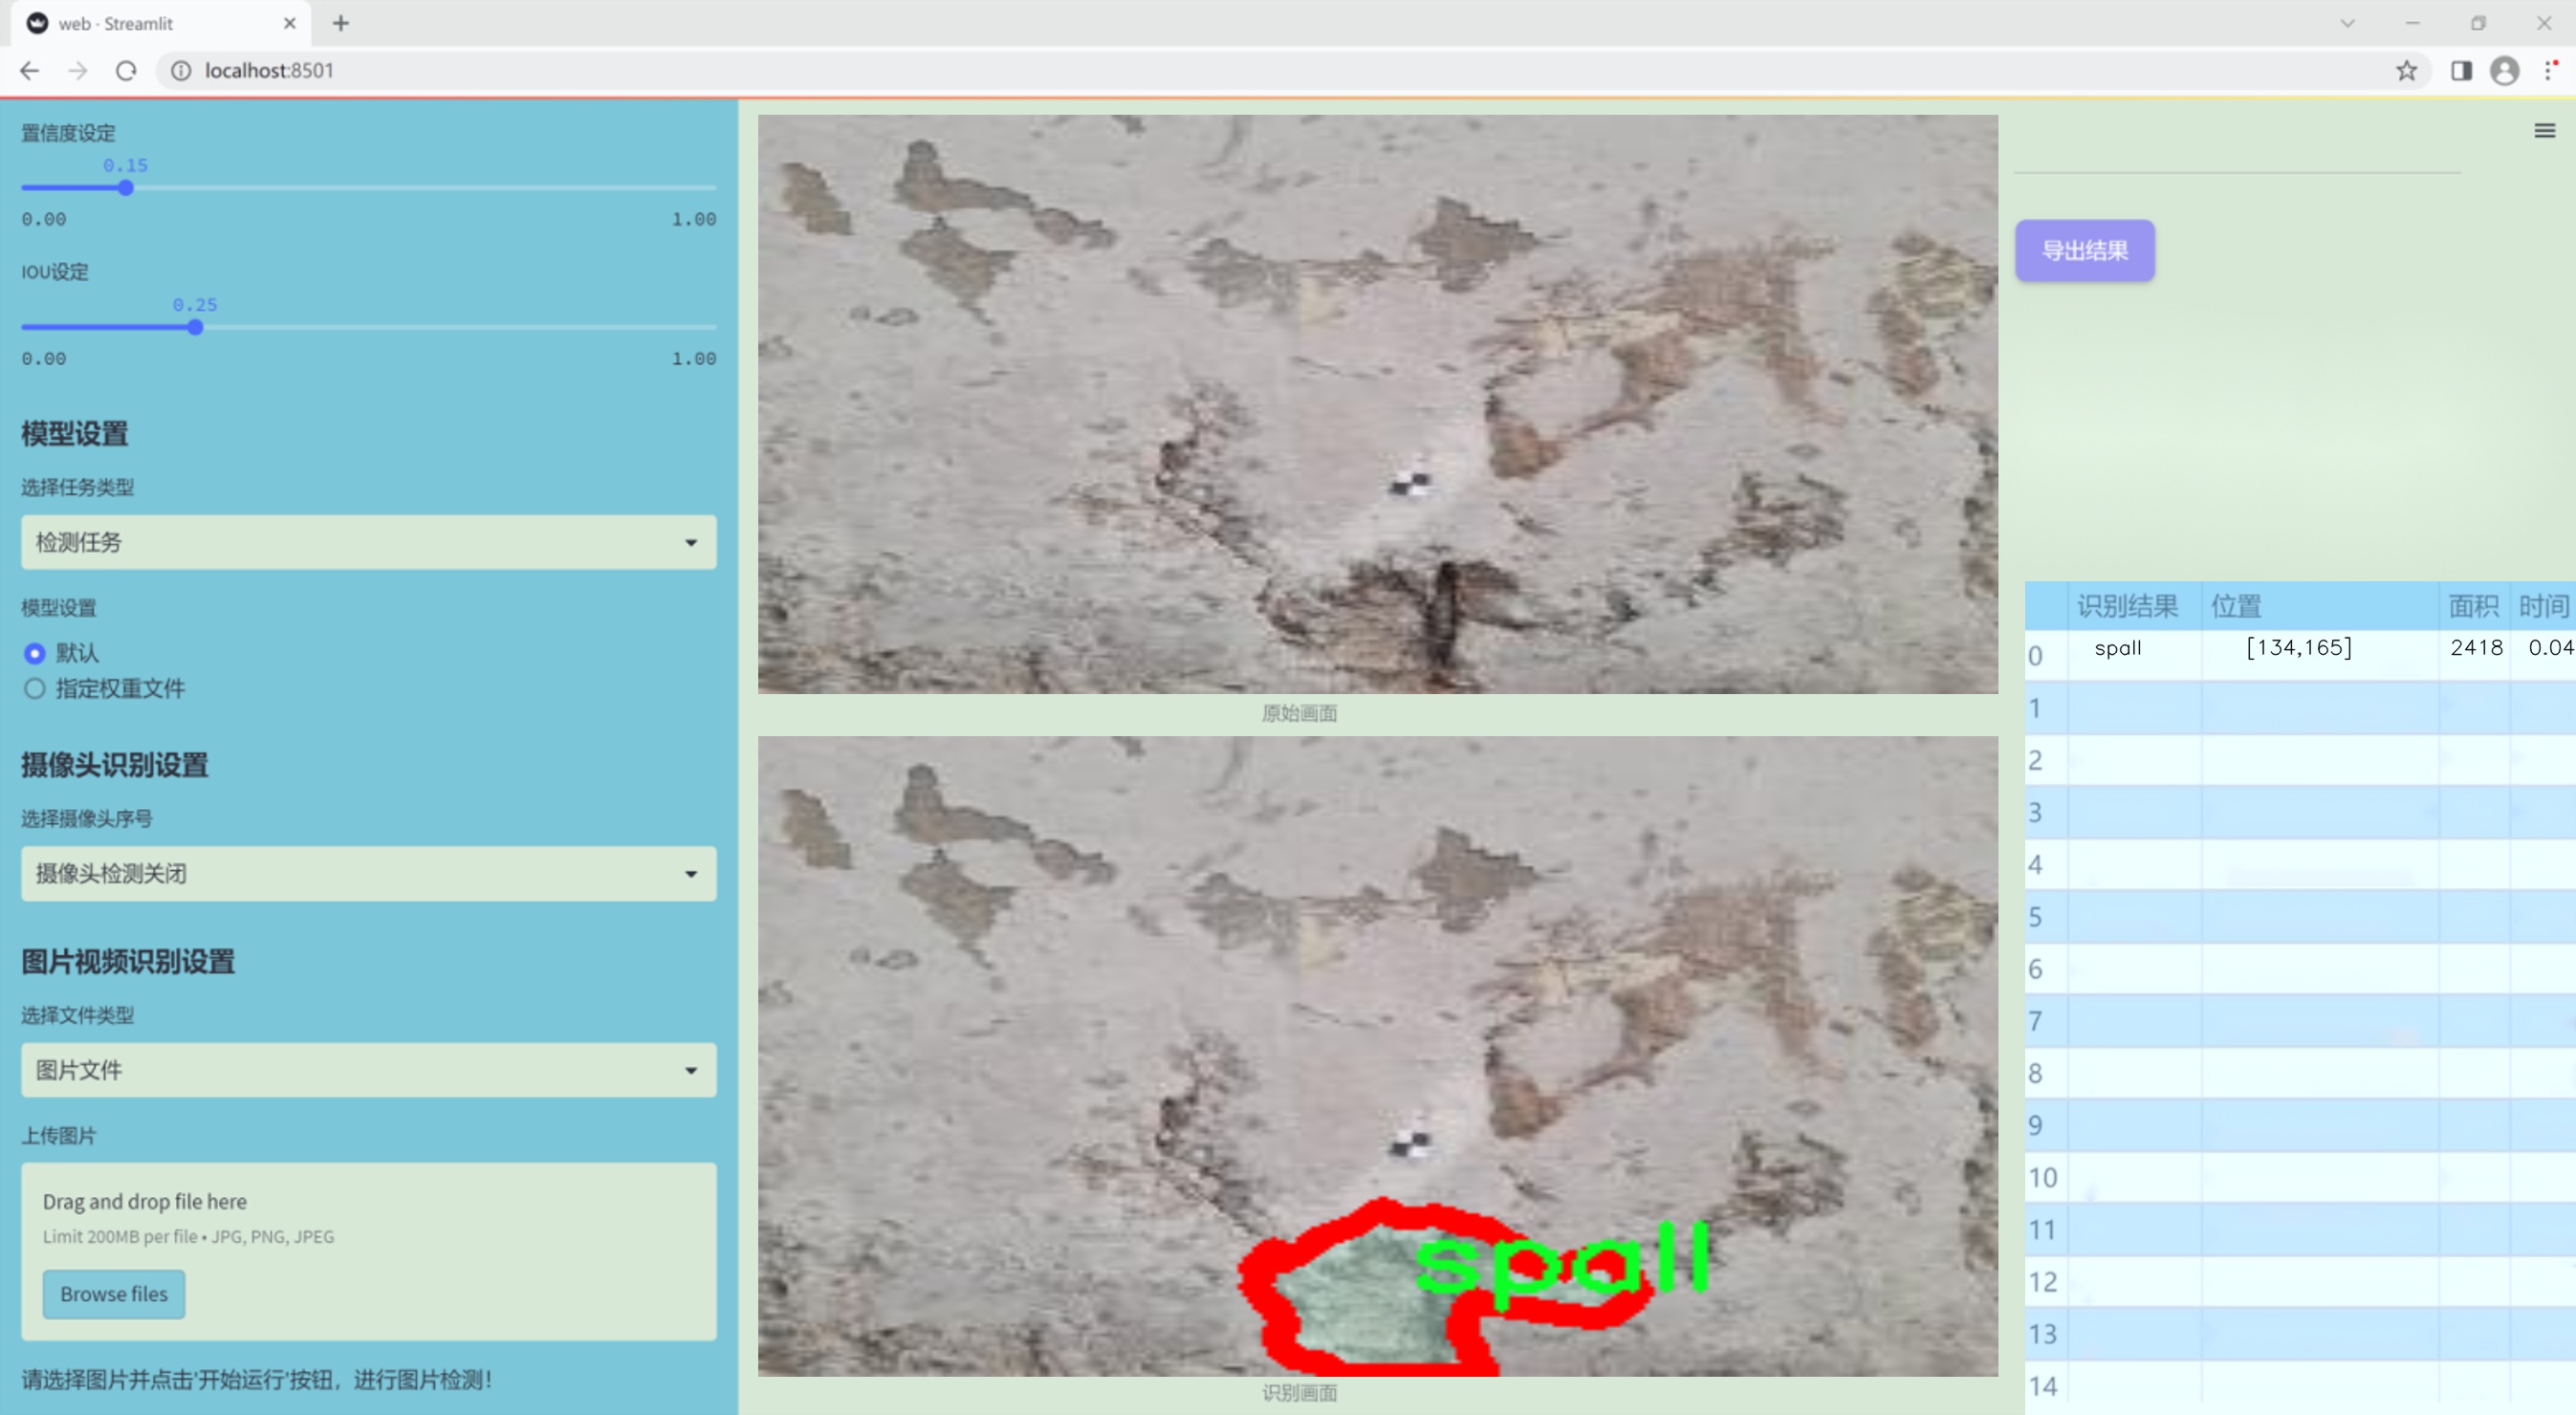 web · Streamlit
localhost:8501
置信度设定
0.15
0.00 1.00
IOU设定
0.25
0.00 1.00
模型设置
选择任务类型
检测任务
模型设置
默认
指定权重文件
摄像头识别设置
选择摄像头序号
摄像头检测关闭
图片视频识别设置
选择文件类型
图片文件
上传图片
Drag and drop file here
Limit 200MB per file • JPG, PNG, JPEG
Browse files
请选择图片并点击'开始运行'按钮，进行图片检测！
原始画面
spall
识别画面
导出结果
识别结果 位置 面积 时间
0 spall [134,165] 2418 0.04
1
2
3
4
5
6
7
8
9
10
11
12
13
14